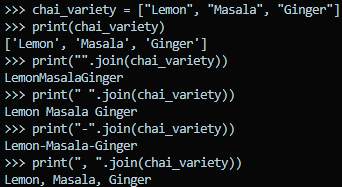 >>> chai_variety = ["Lemon", "Masala", "Ginger"]
>>> print(chai_variety)
['Lemon', 'Masala', 'Ginger']
>>> print("".join(chai_variety))
LemonMasalaGinger
>>> print(" ".join(chai_variety))
Lemon Masala Ginger
>>> print("-".join(chai_variety))
Lemon-Masala-Ginger
>>> print(", ".join(chai_variety))
Lemon, Masala, Ginger